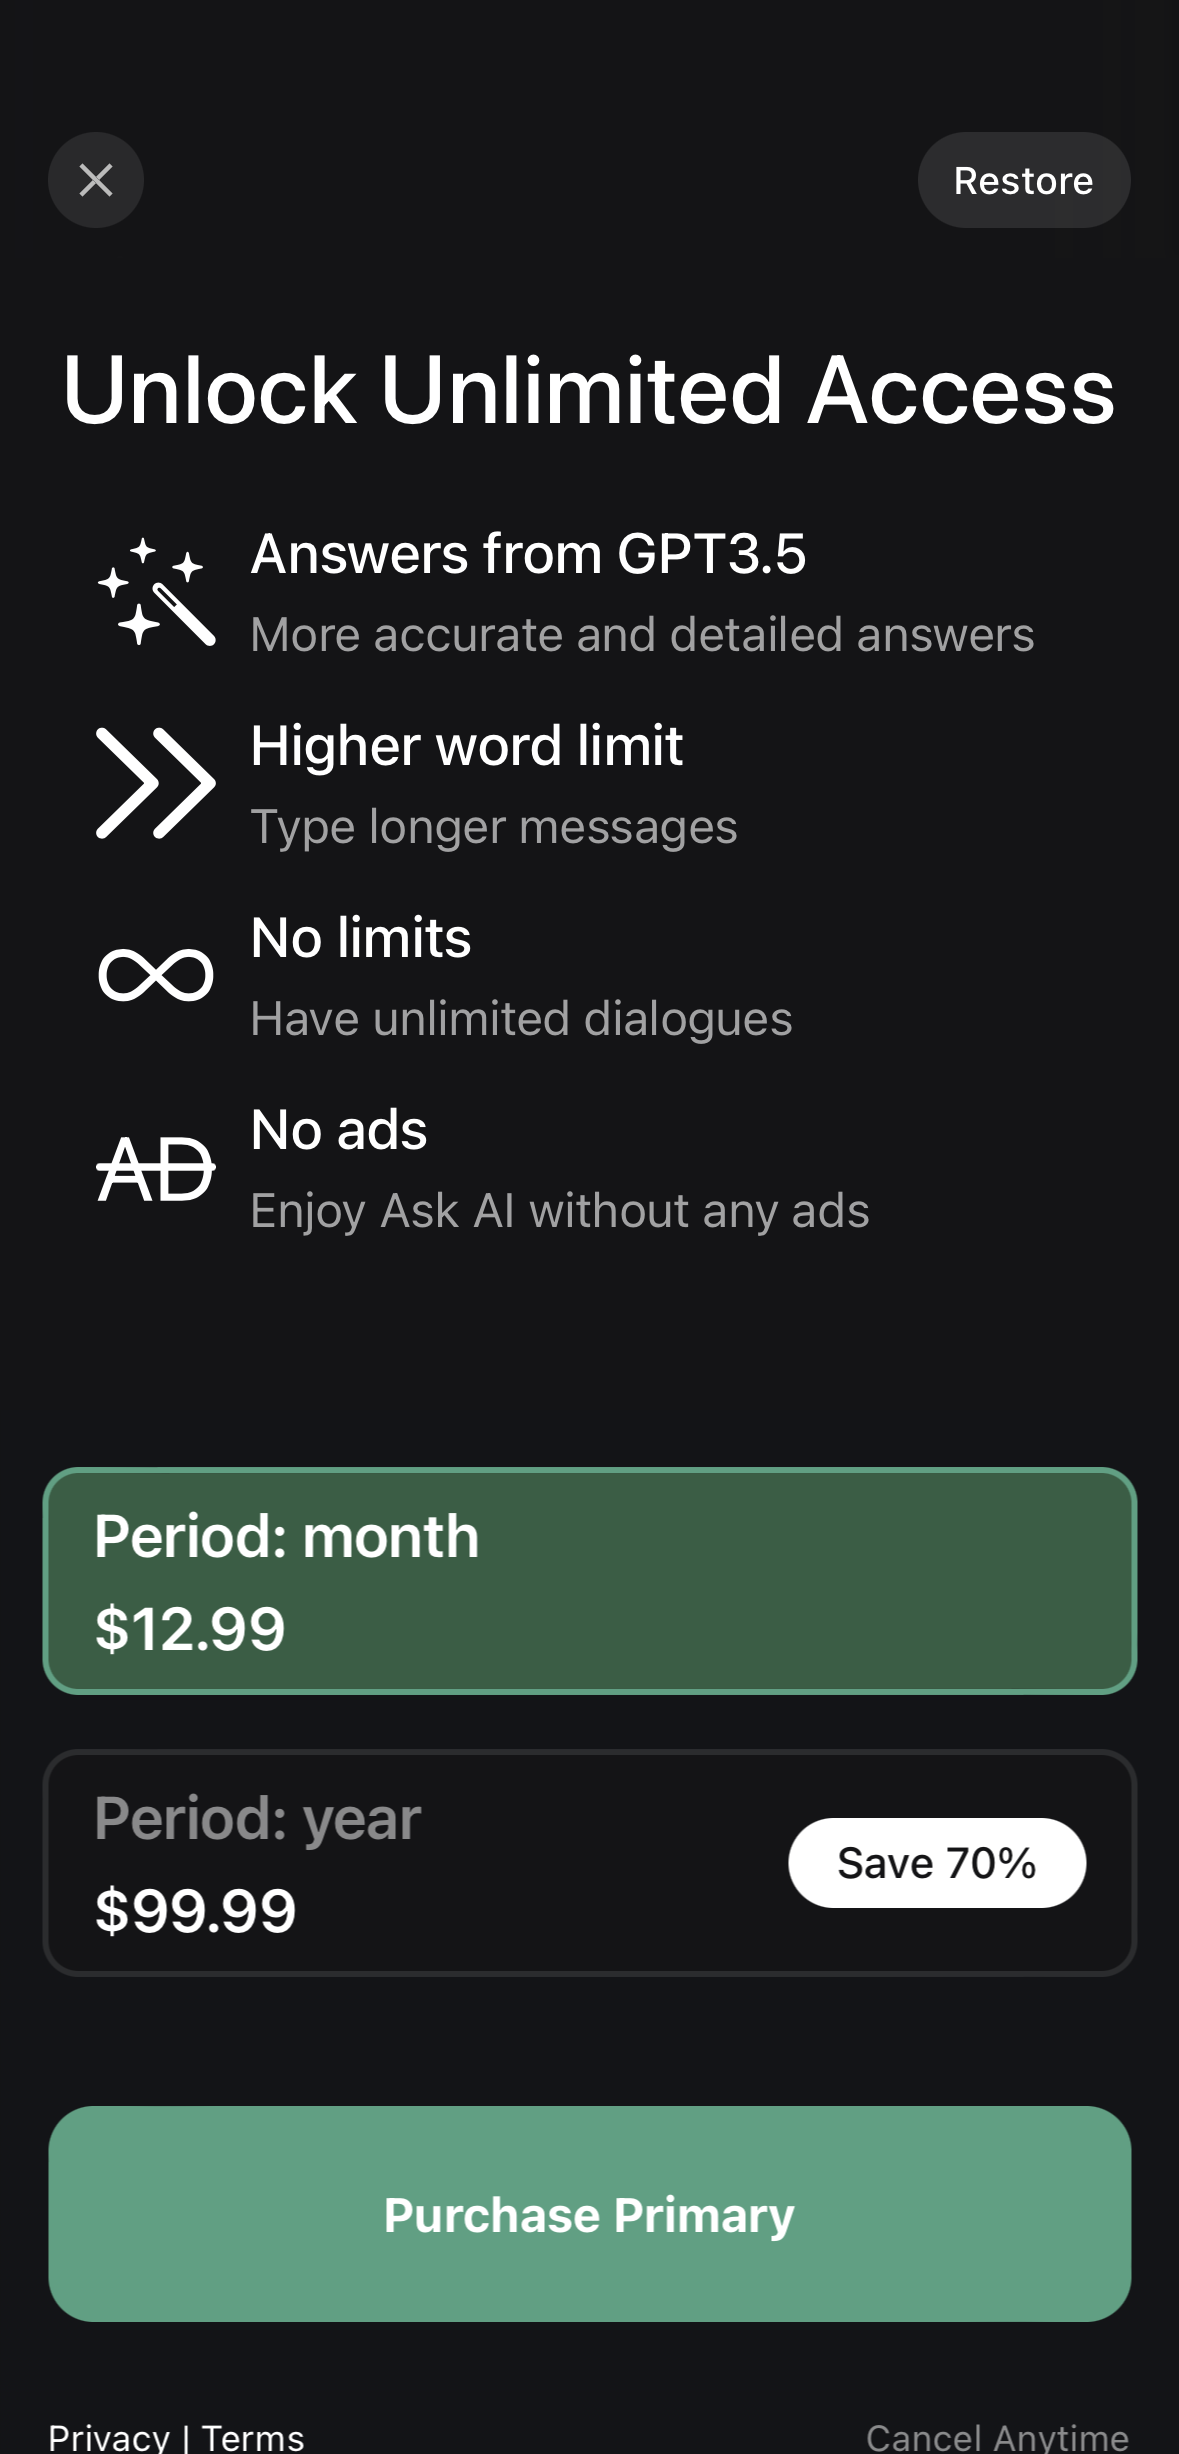 Restore
Unlock Unlimited Access
Answers from GPT3.5
More accurate and detailed answers
Higher word limit
Type longer messages
No limits
Have unlimited dialogues
AD
No ads
Enjoy Ask AI without any ads
Period: month
$12.99
Period: year
$99.99
Save 70%
Purchase Primary
Privacy | Terms
Cancel Anytime